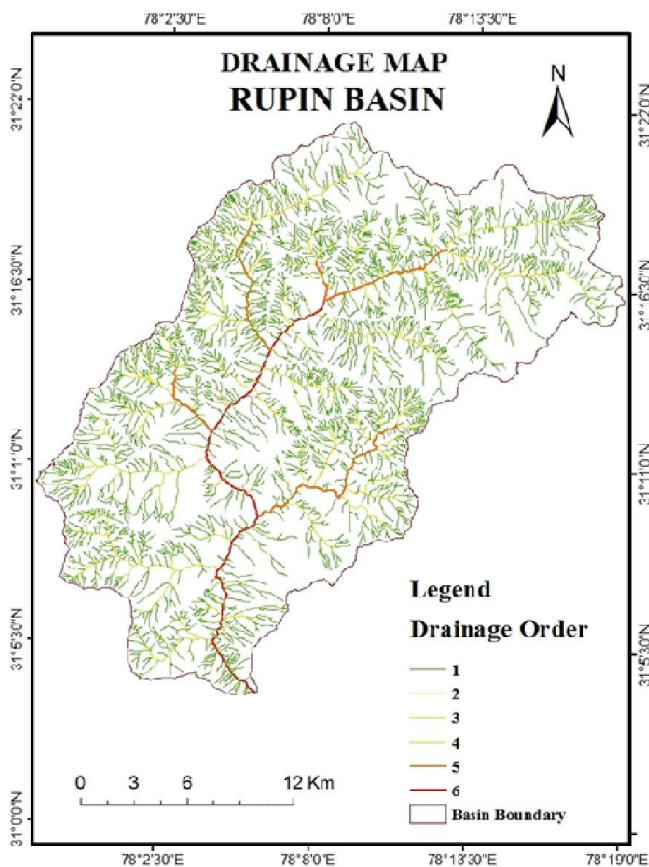 78°2'30"E 78°8'0"E 78°13'30"E
DRAINAGE MAP
RUPIN BASIN
N
31°22'0"N 31°22'0"N
31°16'30"N 31°16'30"N
31°11'0"N 31°11'0"N
31°5'30"N 31°5'30"N
31°0'0"N
Legend
Drainage Order
1
2
3
4
5
6
Basin Boundary
0 3 6 12 Km
78°2'30"E 78°8'0"E 78°13'30"E 78°19'0"E